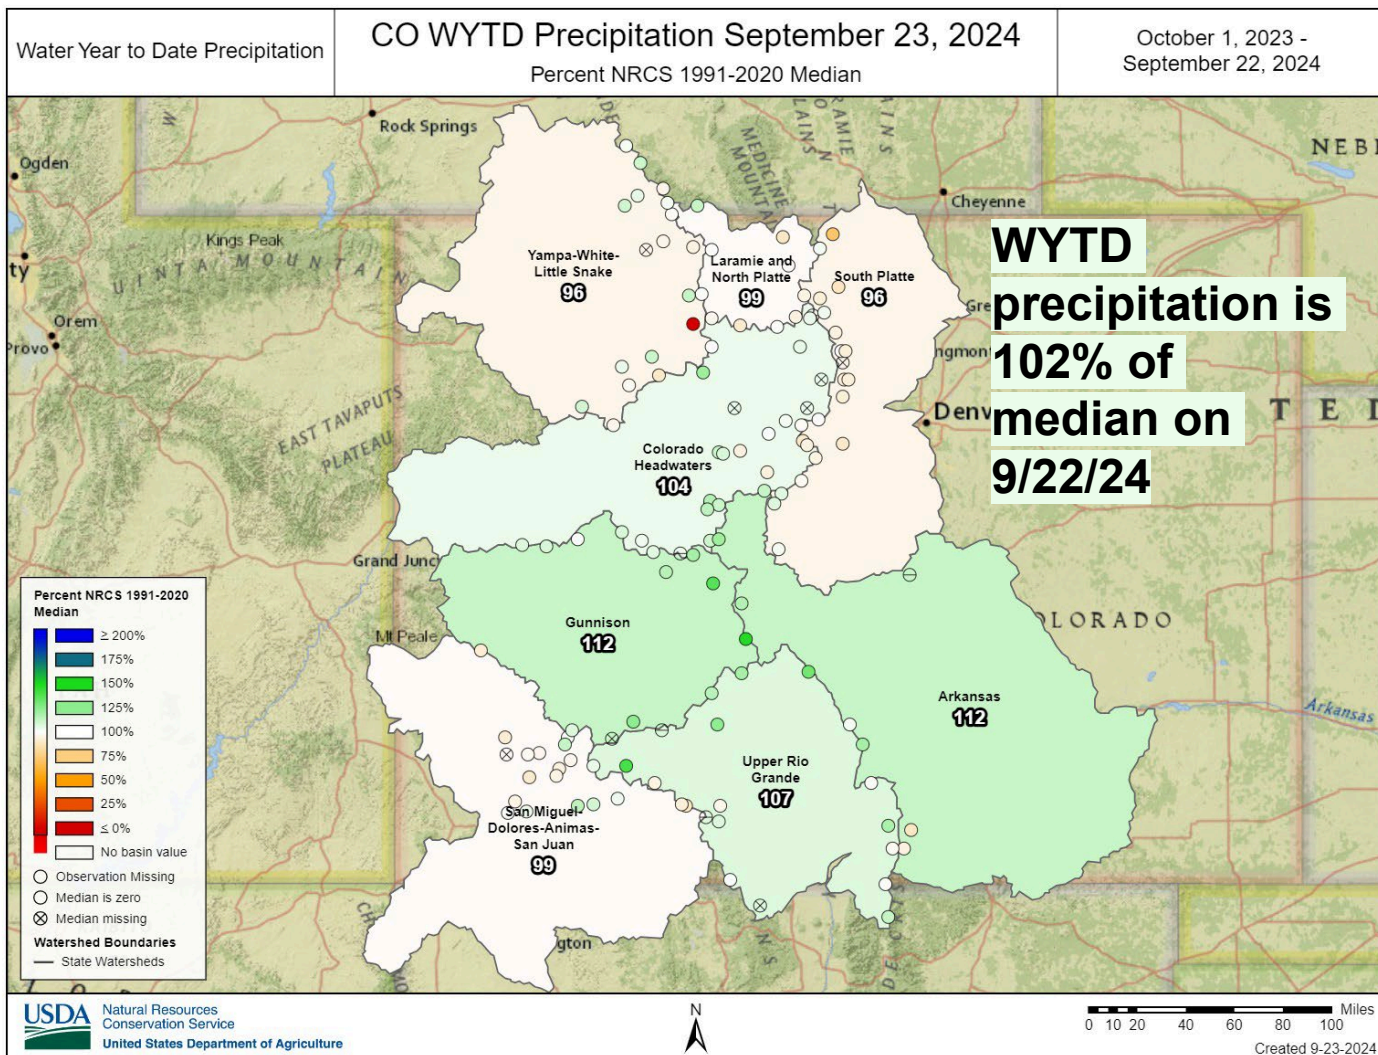 Water Year to Date Precipitation
CO WYTD Precipitation September 23, 2024
Percent NRCS 1991-2020 Median
October 1, 2023 -
September 22, 2024
Rock Springs
Ogden
NEB
MEDICINE
Cheyenne
Kings Peak
UINTA MOUNTAIN
ty
Orem
Provo
Yampa-White-
Little Snake
96
Laramie and
North Platte
99
South Platte
96
Gre
ngmont
Denv
WYTD
precipitation is
102% of
median on
9/22/24
TED
EAST TAVAPUTS
PLATEAU
Colorado
Headwaters
104
Grand Junc
Mt Peale
Gunnison
112
OLORADO
Arkansas
112
Arkansas
Upper Rio
Grande
107
San Miguel-
Dolores-Animas-
San Juan
99
gton
Percent NRCS 1991-2020
Median
≥ 200%
175%
150%
125%
100%
75%
50%
25%
≤ 0%
No basin value
Observation Missing
Median is zero
Median missing
Watershed Boundaries
State Watersheds
USDA
Natural Resources
Conservation Service
United States Department of Agriculture
N
Miles
0 10 20 40 60 80 100
Created 9-23-2024